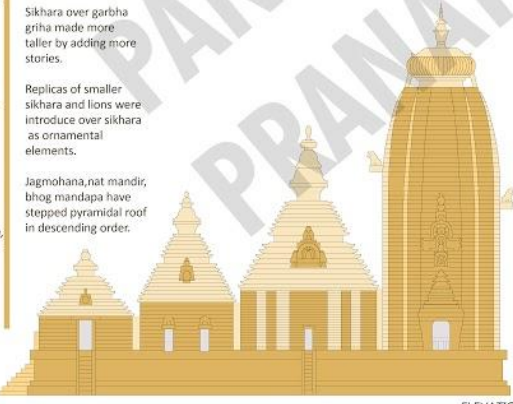 Sikhara over garbha
griha made more
taller by adding more
stories.
Replicas of smaller
sikhara and lions were
introduce over sikhara
as ornamental
elements.
Jagmohana,nat mandir,
bhog mandapa have
stepped pyramidal roof
in descending order.